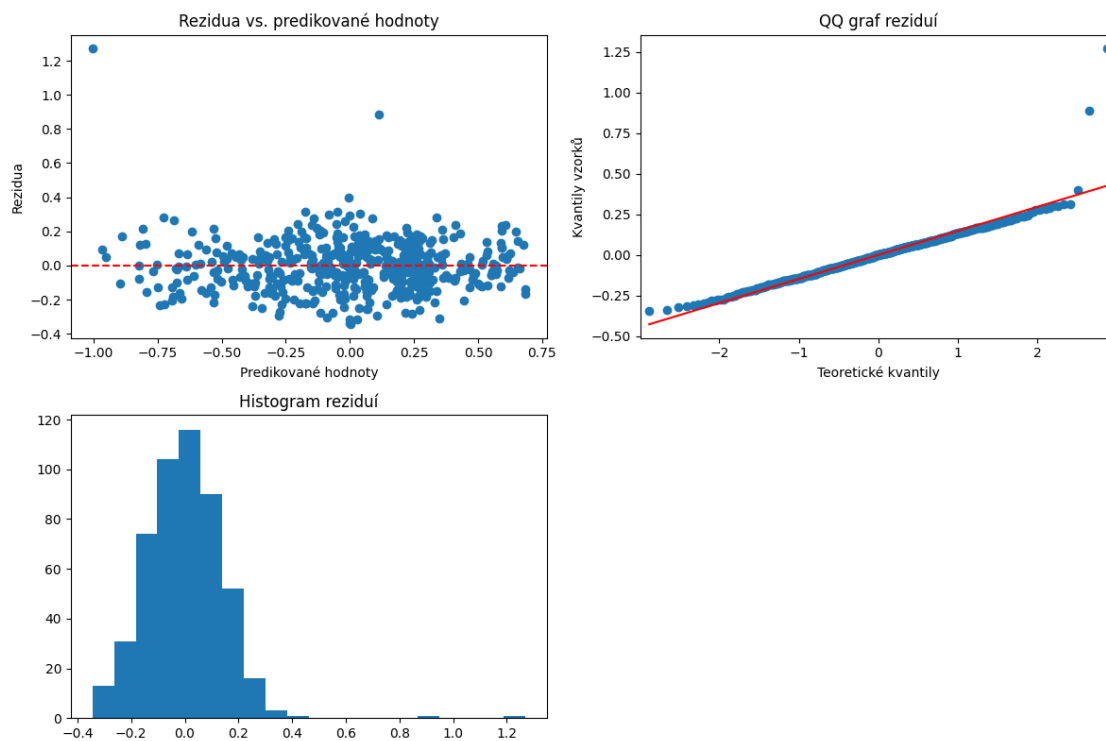 Rezidua vs. predikované hodnoty
1.2
1.0
0.8
0.6
0.4
0.2
0.0
−0.2
−0.4
−1.00 −0.75 −0.50 −0.25 0.00 0.25 0.50 0.75
Predikované hodnoty
Rezidua
QQ graf reziduí
1.25
1.00
0.75
0.50
0.25
0.00
−0.25
−0.50
−2 −1 0 1 2
Teoretické kvantily
Kvantily vzorků
Histogram reziduí
120
100
80
60
40
20
0
−0.4 −0.2 0.0 0.2 0.4 0.6 0.8 1.0 1.2